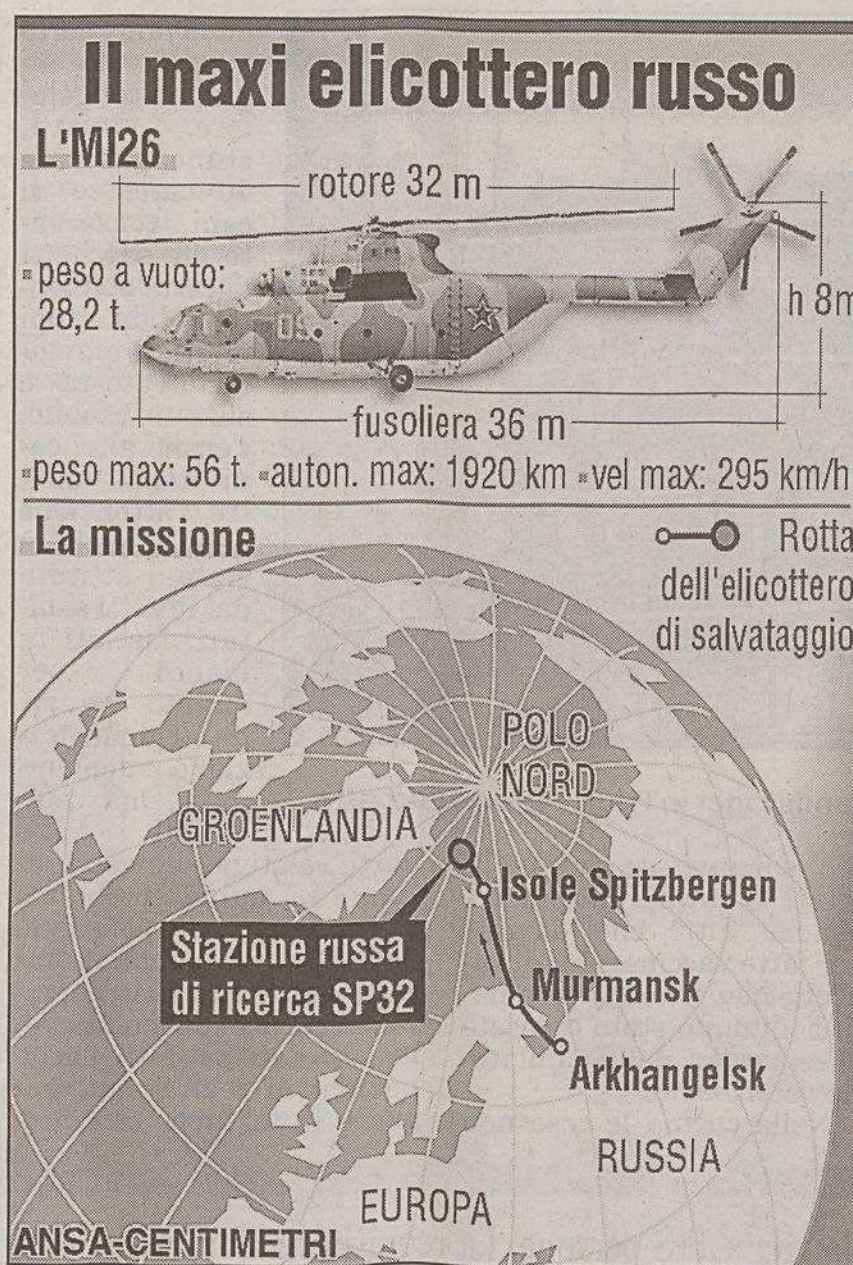 Il maxi elicottero russo
L'MI26
rotore 32 m
peso a vuoto:
28,2 t.
h 8m
fusoliera 36 m
peso max: 56 t. auton. max: 1920 km vel max: 295 km/h
La missione
Rotta
dell'elicottero
di salvataggio
POLO
NORD
GROENLANDIA
Isole Spitzbergen
Stazione russa
di ricerca SP32
Murmansk
Arkhangelsk
RUSSIA
EUROPA
ANSA-CENTIMETRI